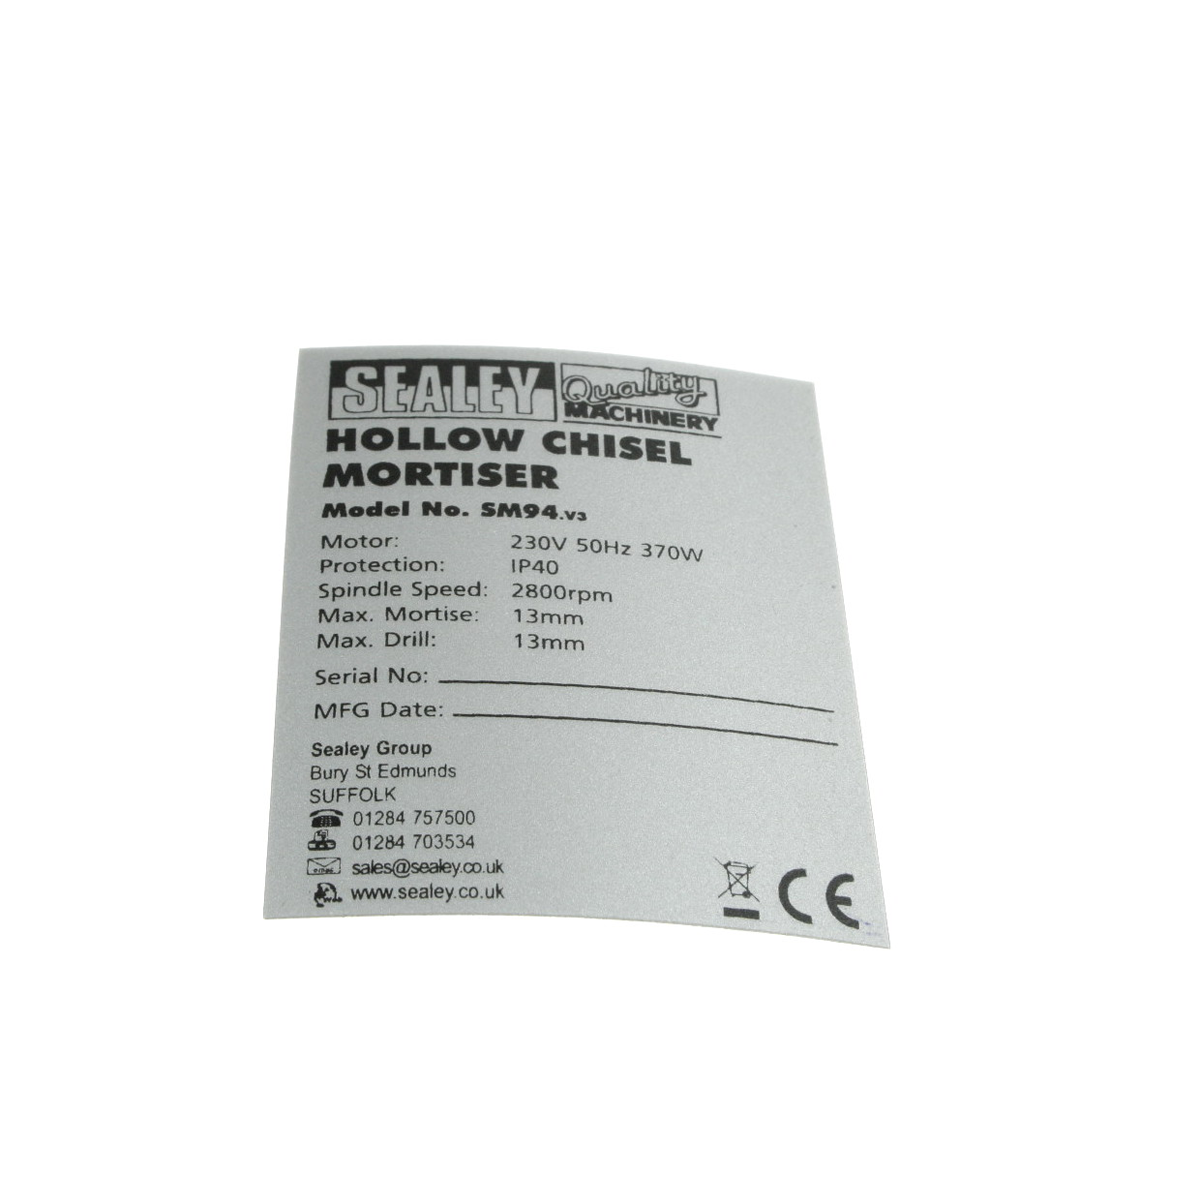 SEALEY Quality MACHINERY
HOLLOW CHISEL
MORTISER
Model No. SM94.V3
Motor: 230V 50Hz 370W
Protection: IP40
Spindle Speed: 2800rpm
Max. Mortise: 13mm
Max. Drill: 13mm
Serial No:
MFG Date:
Sealey Group
Bury St Edmunds
SUFFOLK
01284 757500
01284 703534
sales@sealey.co.uk
www.sealey.co.uk
CE